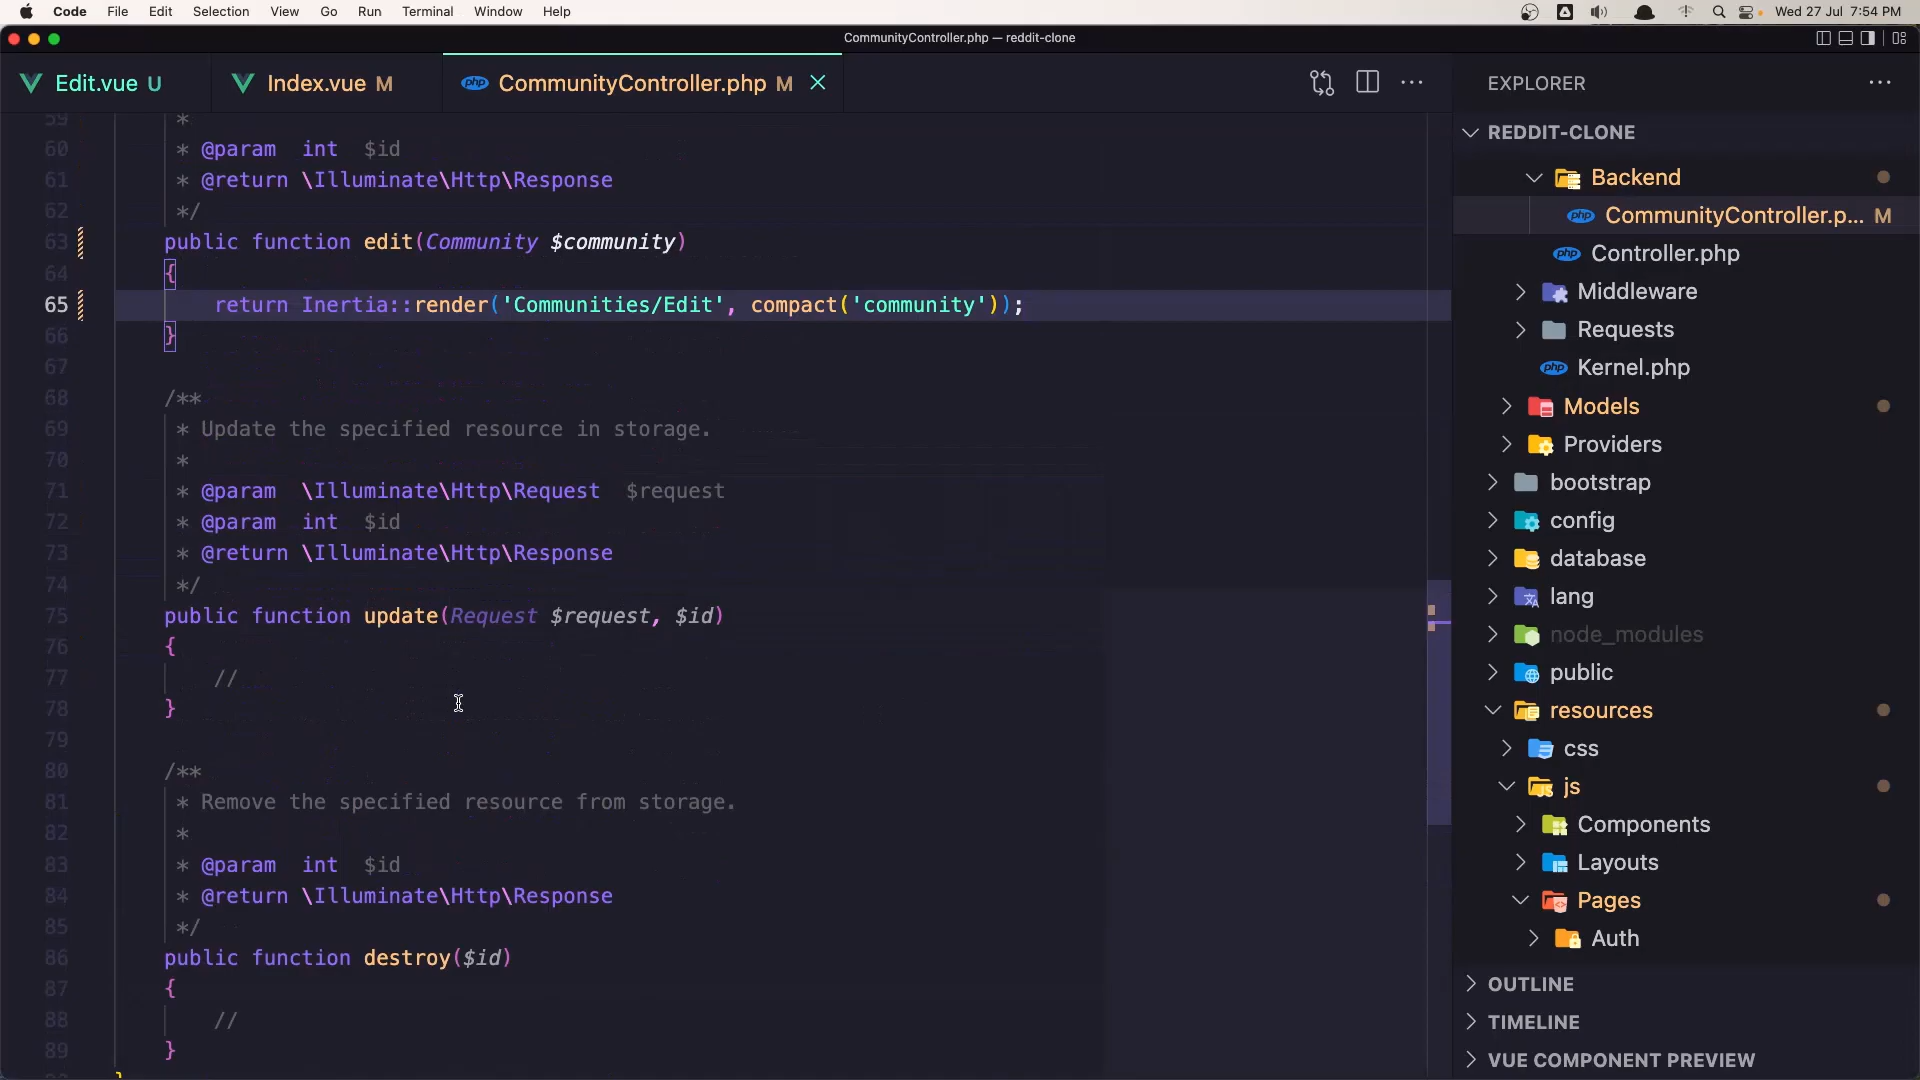 Code File Edit Selection View Go Run Terminal Window Help Wed 27 Jul 7:54 PM
CommunityController.php — reddit-clone
Edit.vue U Index.vue M php CommunityController.php M
59 *
60 * @param int $id
61 * @return \Illuminate\Http\Response
62 */
63 public function edit(Community $community)
64 {
65 return Inertia::render('Communities/Edit', compact('community'));
66 }
67
68 /**
69 * Update the specified resource in storage.
70 *
71 * @param \Illuminate\Http\Request $request
72 * @param int $id
73 * @return \Illuminate\Http\Response
74 */
75 public function update(Request $request, $id)
76 {
77 //
78 }
79
80 /**
81 * Remove the specified resource from storage.
82 *
83 * @param int $id
84 * @return \Illuminate\Http\Response
85 */
86 public function destroy($id)
87 {
88 //
89 }
EXPLORER
REDDIT-CLONE
Backend
php CommunityController.p... M
php Controller.php
Middleware
Requests
php Kernel.php
Models
Providers
bootstrap
config
database
lang
node_modules
public
resources
css
js
Components
Layouts
Pages
Auth
OUTLINE
TIMELINE
VUE COMPONENT PREVIEW